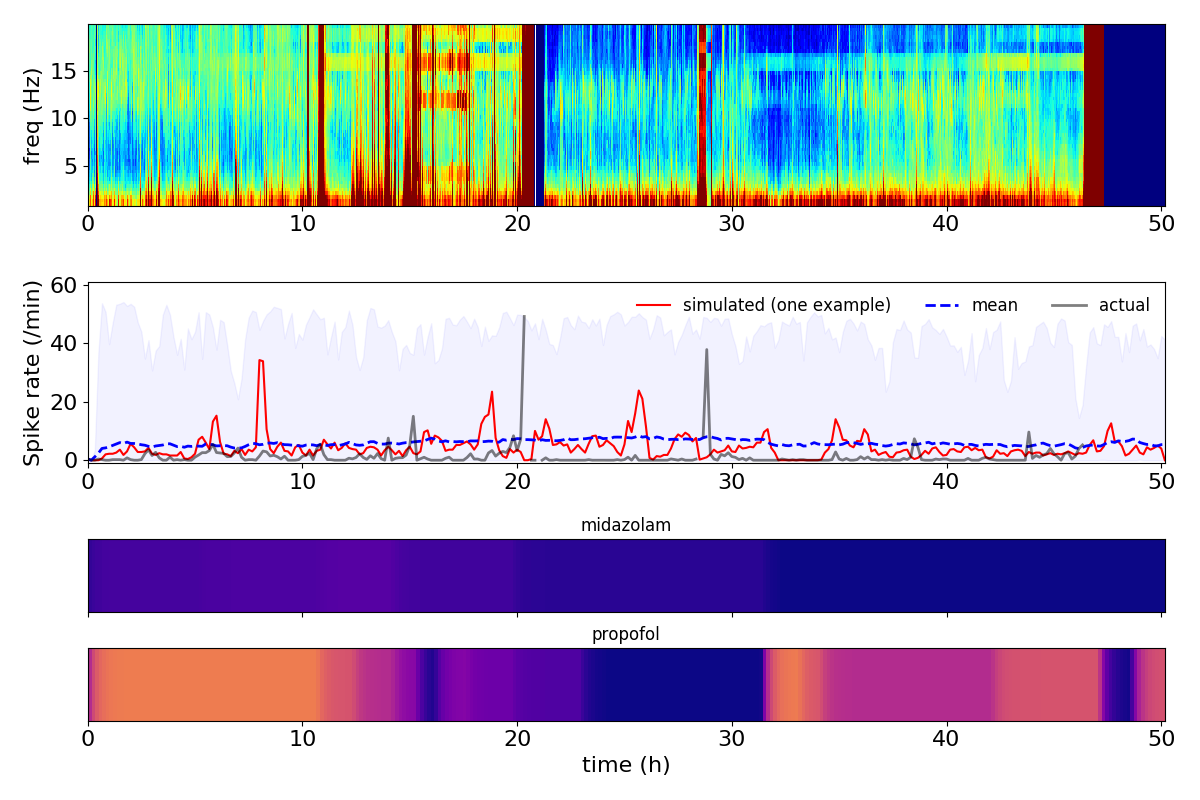 freq (Hz)
15
10
5
0 10 20 30 40 50
Spike rate (/min)
60
40
20
0
simulated (one example) mean actual
0 10 20 30 40 50
midazolam
propofol
0 10 20 30 40 50
time (h)